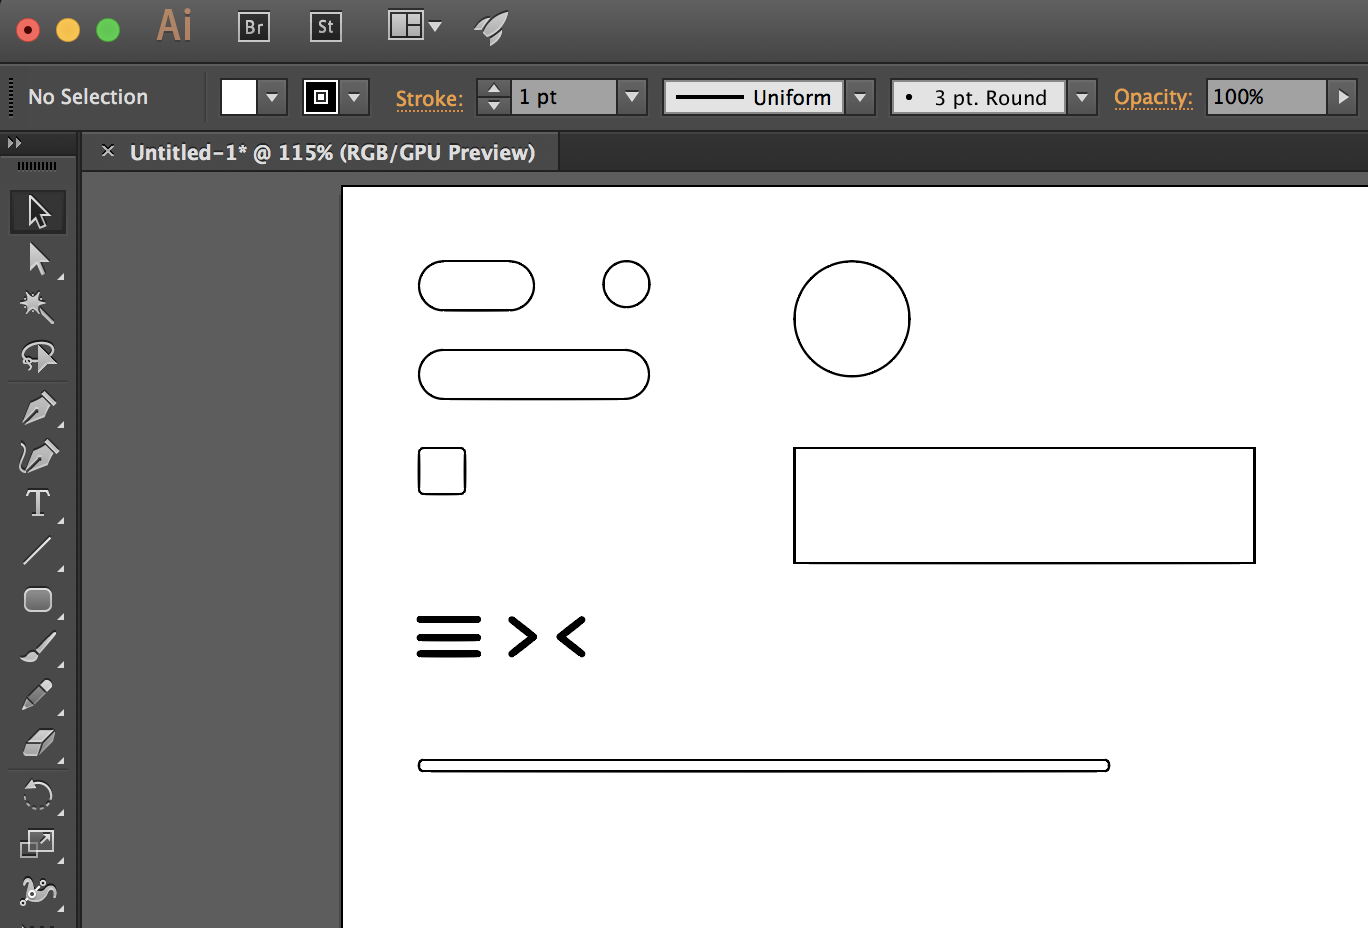 Ai Br St
No Selection Stroke: 1 pt Uniform 3 pt. Round Opacity: 100%
Untitled-1* @ 115% (RGB/GPU Preview)